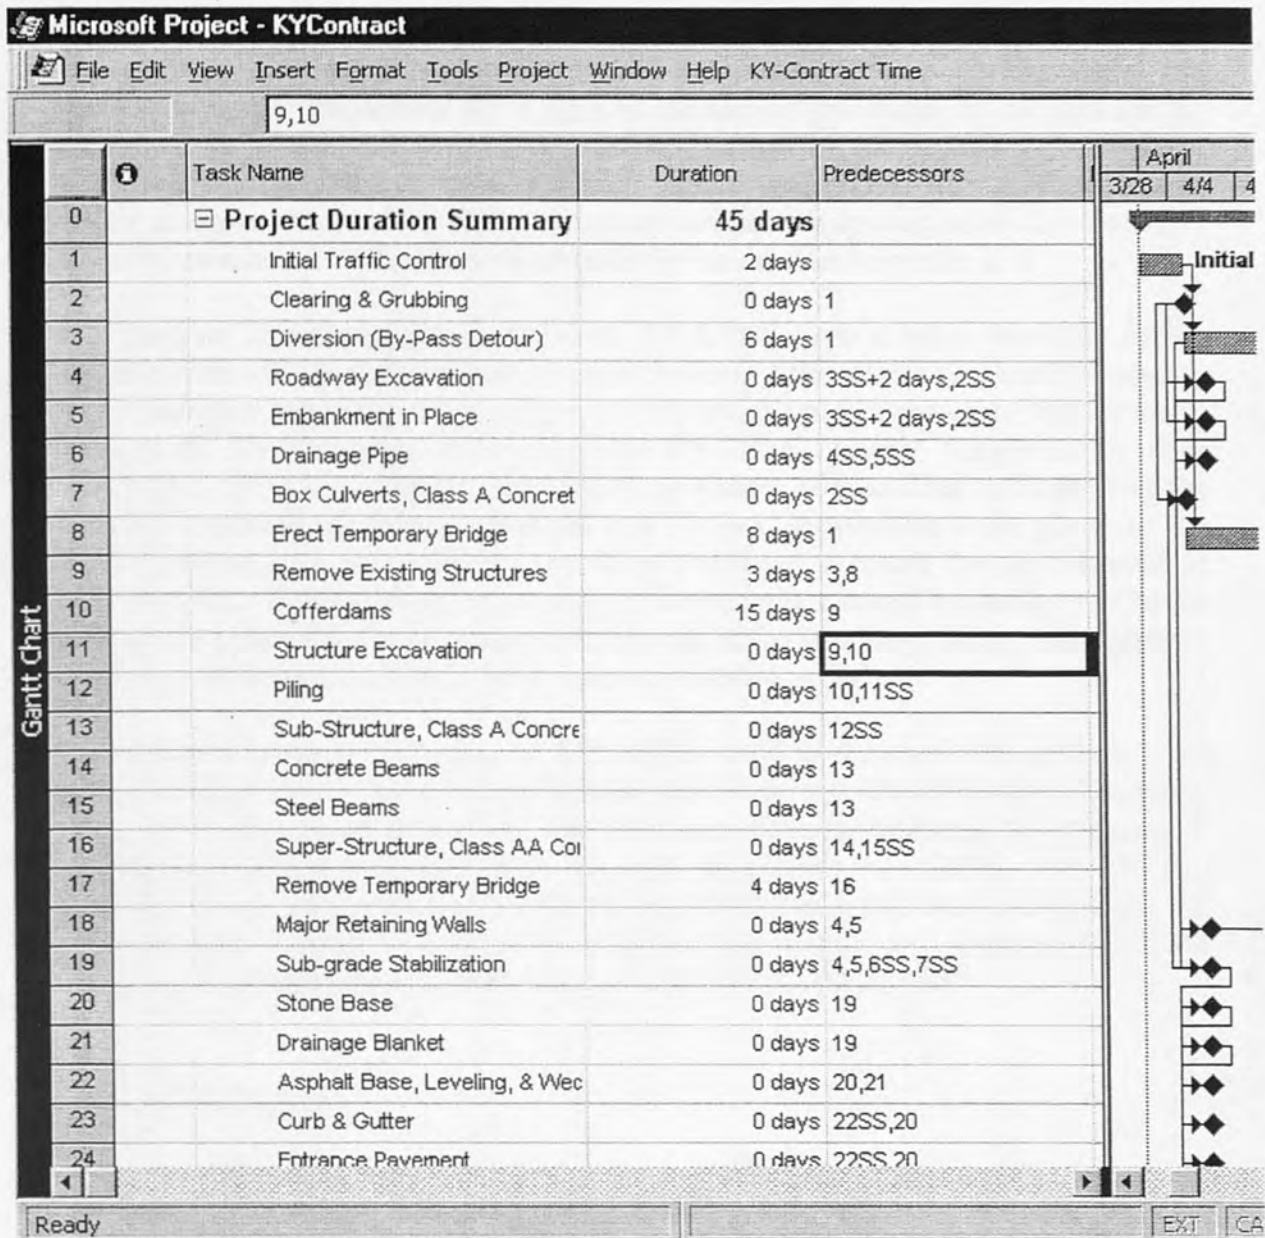 Microsoft Project - KYContract
File Edit View Insert Format Tools Project Window Help KY-Contract Time
9,10
Task Name Duration Predecessors April
3/28 4/4 4
0 Project Duration Summary 45 days
1 Initial Traffic Control 2 days Initial
2 Clearing & Grubbing 0 days 1
3 Diversion (By-Pass Detour) 6 days 1
4 Roadway Excavation 0 days 3SS+2 days,2SS
5 Embankment in Place 0 days 3SS+2 days,2SS
6 Drainage Pipe 0 days 4SS,5SS
7 Box Culverts, Class A Concret 0 days 2SS
8 Erect Temporary Bridge 8 days 1
9 Remove Existing Structures 3 days 3,8
10 Cofferdams 15 days 9
11 Structure Excavation 0 days 9,10
12 Piling 0 days 10,11SS
13 Sub-Structure, Class A Concre 0 days 12SS
14 Concrete Beams 0 days 13
15 Steel Beams 0 days 13
16 Super-Structure, Class AA Co 0 days 14,15SS
17 Remove Temporary Bridge 4 days 16
18 Major Retaining Walls 0 days 4,5
19 Sub-grade Stabilization 0 days 4,5,6SS,7SS
20 Stone Base 0 days 19
21 Drainage Blanket 0 days 19
22 Asphalt Base, Leveling, & Wec 0 days 20,21
23 Curb & Gutter 0 days 22SS,20
24 Entrance Pavement 0 days 22SS,20
Gantt Chart
Ready EXT CA